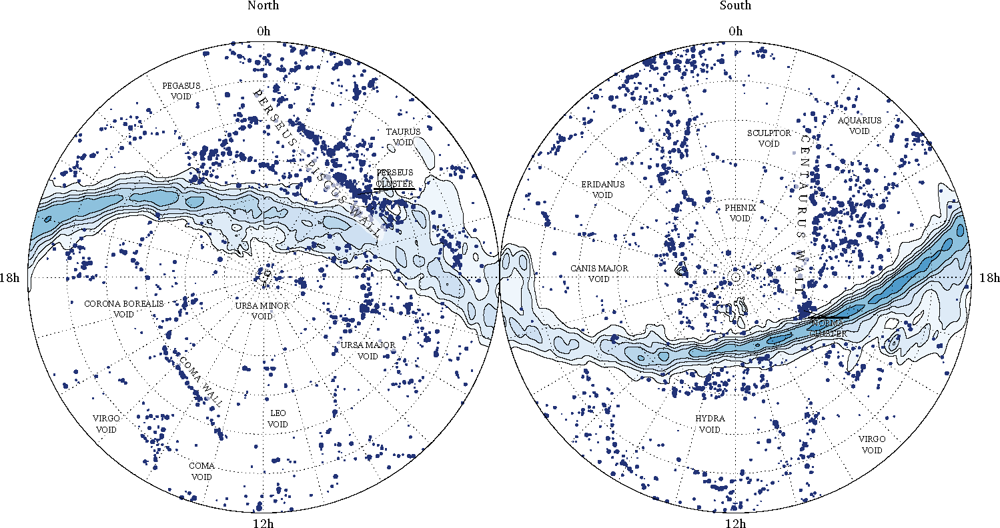 North
South
0h
0h
PEGASUS
VOID
PERSEUS PISCUS WALL
TAURUS
VOID
PERSEUS
CLUSTER
18h
CORONA BOREALIS
VOID
URSA MINOR
VOID
URSA MAJOR
VOID
COMA WALL
VIRGO
VOID
LEO
VOID
COMA
VOID
12h
SCULPTOR
VOID
AQUARIUS
VOID
CENTAURUS WALL
ERIDANUS
VOID
PHENIX
VOID
CANIS MAJOR
VOID
18h
NORMA
CLUSTER
HYDRA
VOID
VIRGO
VOID
12h